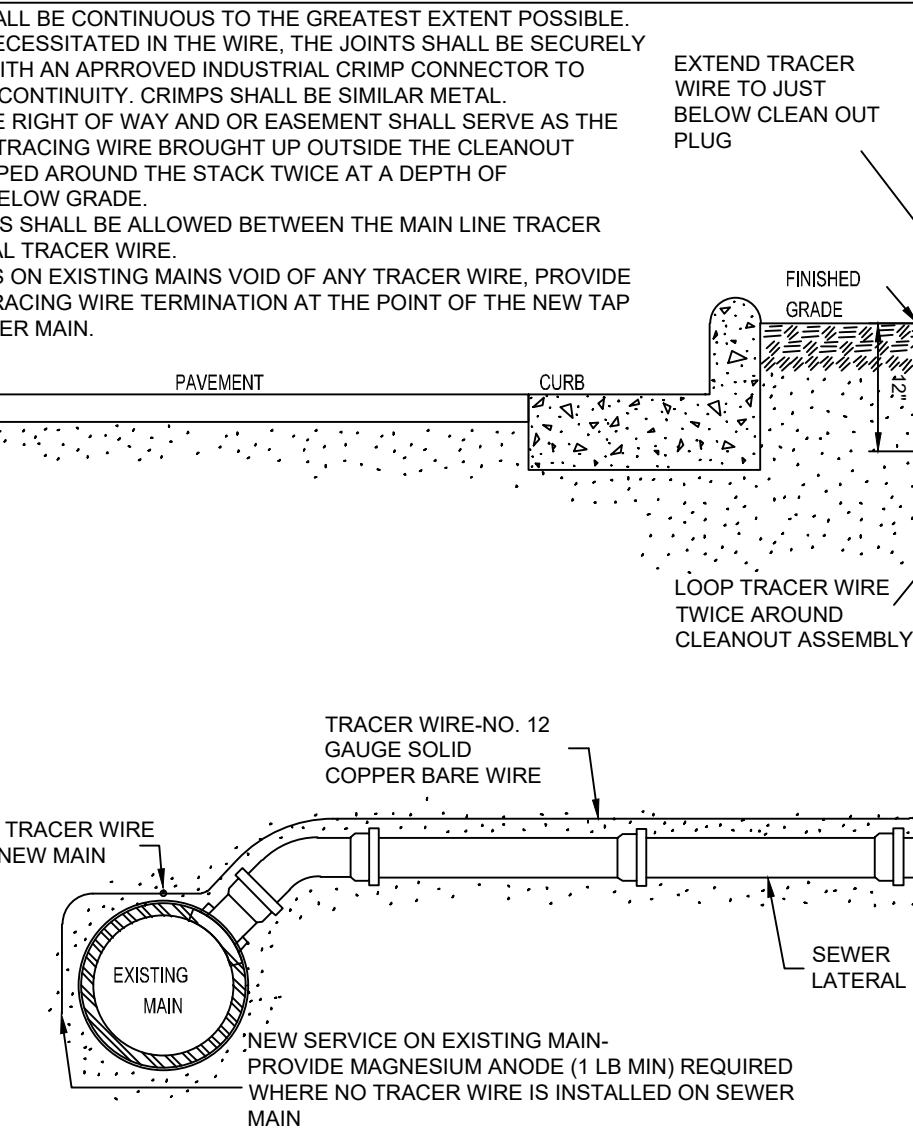 ALL BE CONTINUOUS TO THE GREATEST EXTENT POSSIBLE.
ECESSITATED IN THE WIRE, THE JOINTS SHALL BE SECURELY
WITH AN APRROVED INDUSTRIAL CRIMP CONNECTOR TO
CONTINUITY. CRIMPS SHALL BE SIMILAR METAL.
E RIGHT OF WAY AND OR EASEMENT SHALL SERVE AS THE
TRACING WIRE BROUGHT UP OUTSIDE THE CLEANOUT
PED AROUND THE STACK TWICE AT A DEPTH OF
ELOW GRADE.
S SHALL BE ALLOWED BETWEEN THE MAIN LINE TRACER
AL TRACER WIRE.
S ON EXISTING MAINS VOID OF ANY TRACER WIRE, PROVIDE
RACING WIRE TERMINATION AT THE POINT OF THE NEW TAP
ER MAIN.
EXTEND TRACER
WIRE TO JUST
BELOW CLEAN OUT
PLUG
FINISHED
GRADE
PAVEMENT
CURB
12"
LOOP TRACER WIRE
TWICE AROUND
CLEANOUT ASSEMBLY
TRACER WIRE-NO. 12
GAUGE SOLID
COPPER BARE WIRE
TRACER WIRE
NEW MAIN
EXISTING
MAIN
SEWER
LATERAL
NEW SERVICE ON EXISTING MAIN-
PROVIDE MAGNESIUM ANODE (1 LB MIN) REQUIRED
WHERE NO TRACER WIRE IS INSTALLED ON SEWER
MAIN